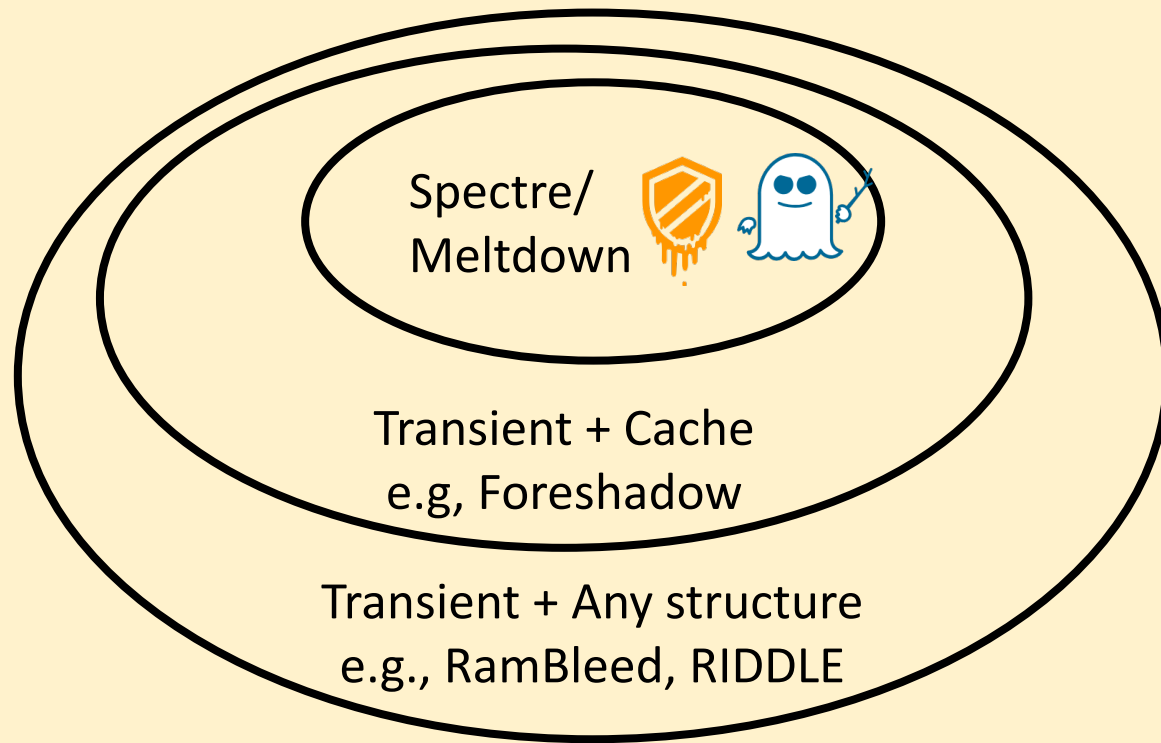 Spectre/
Meltdown
Transient + Cache
e.g, Foreshadow
Transient + Any structure
e.g., RamBleed, RIDDLE